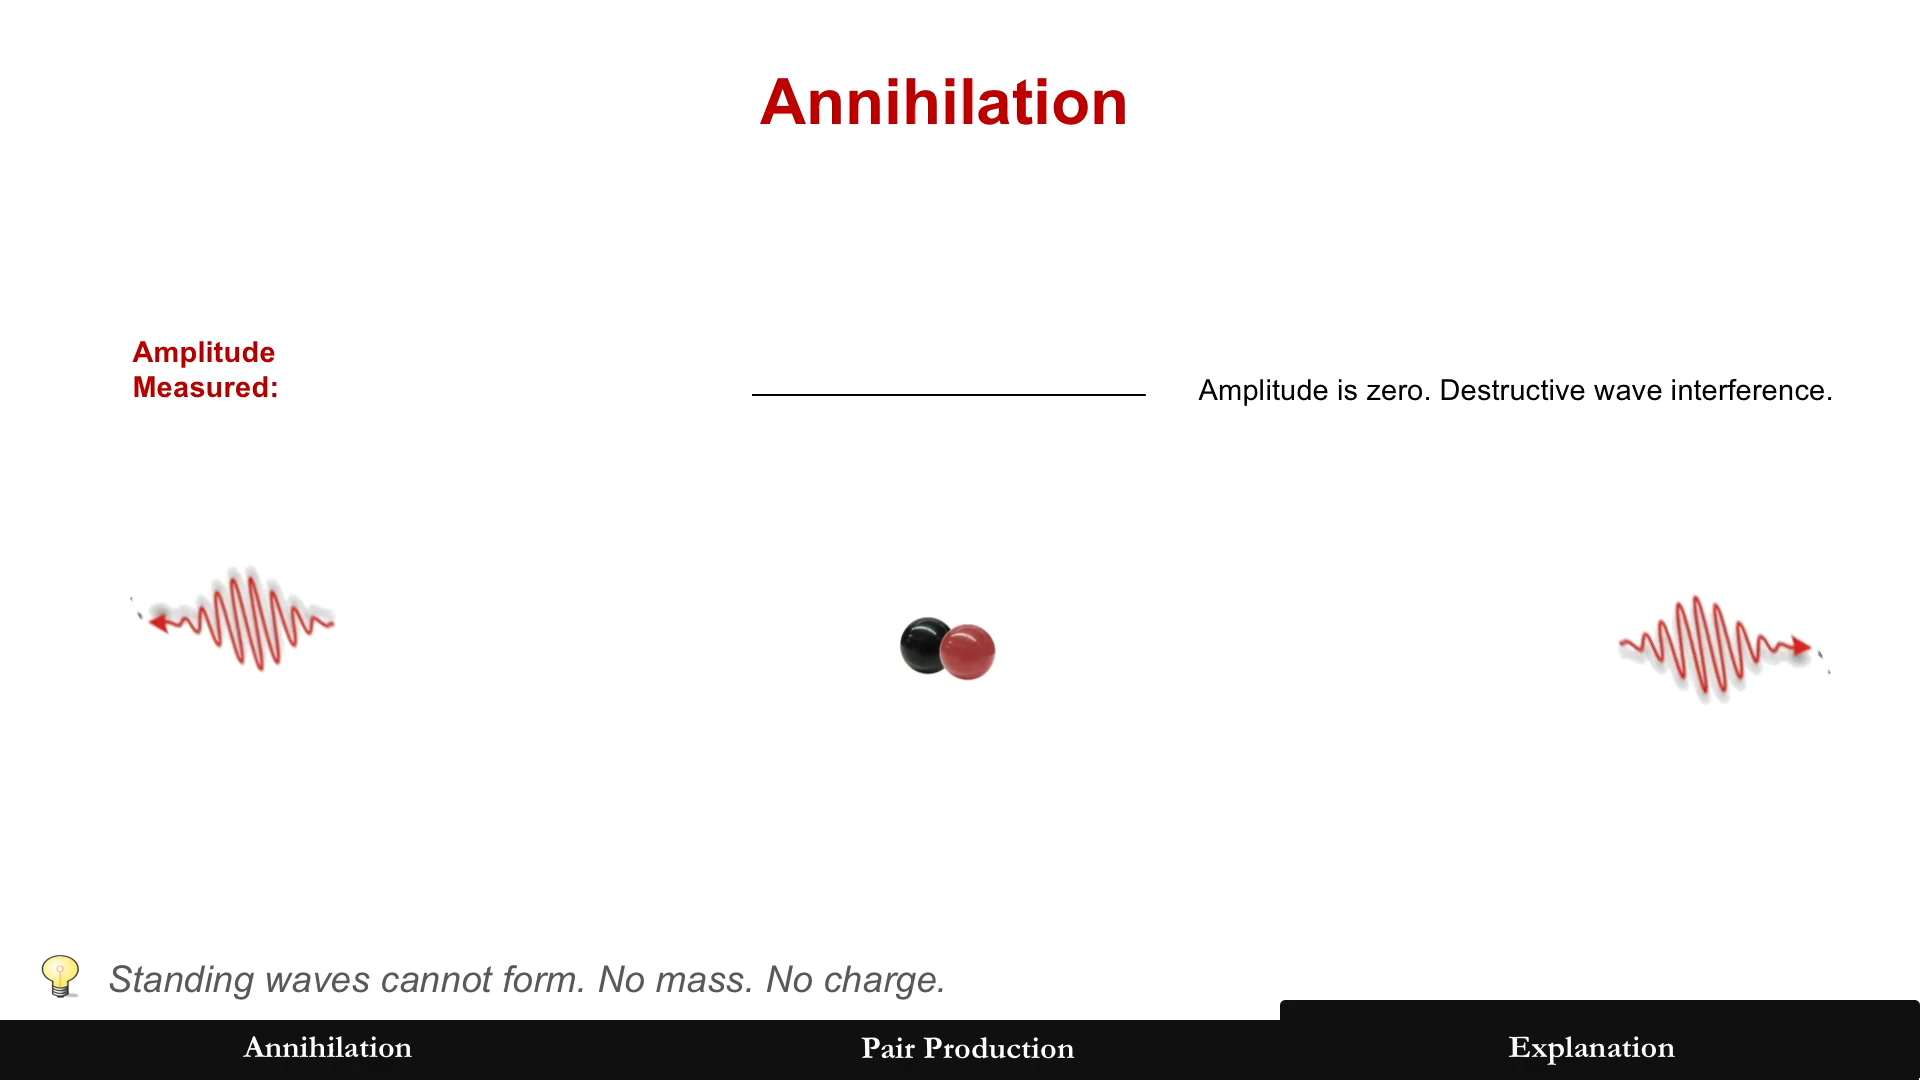 Annihilation
Amplitude
Measured:
Amplitude is zero. Destructive wave interference.
Standing waves cannot form. No mass. No charge.
Annihilation
Pair Production
Explanation